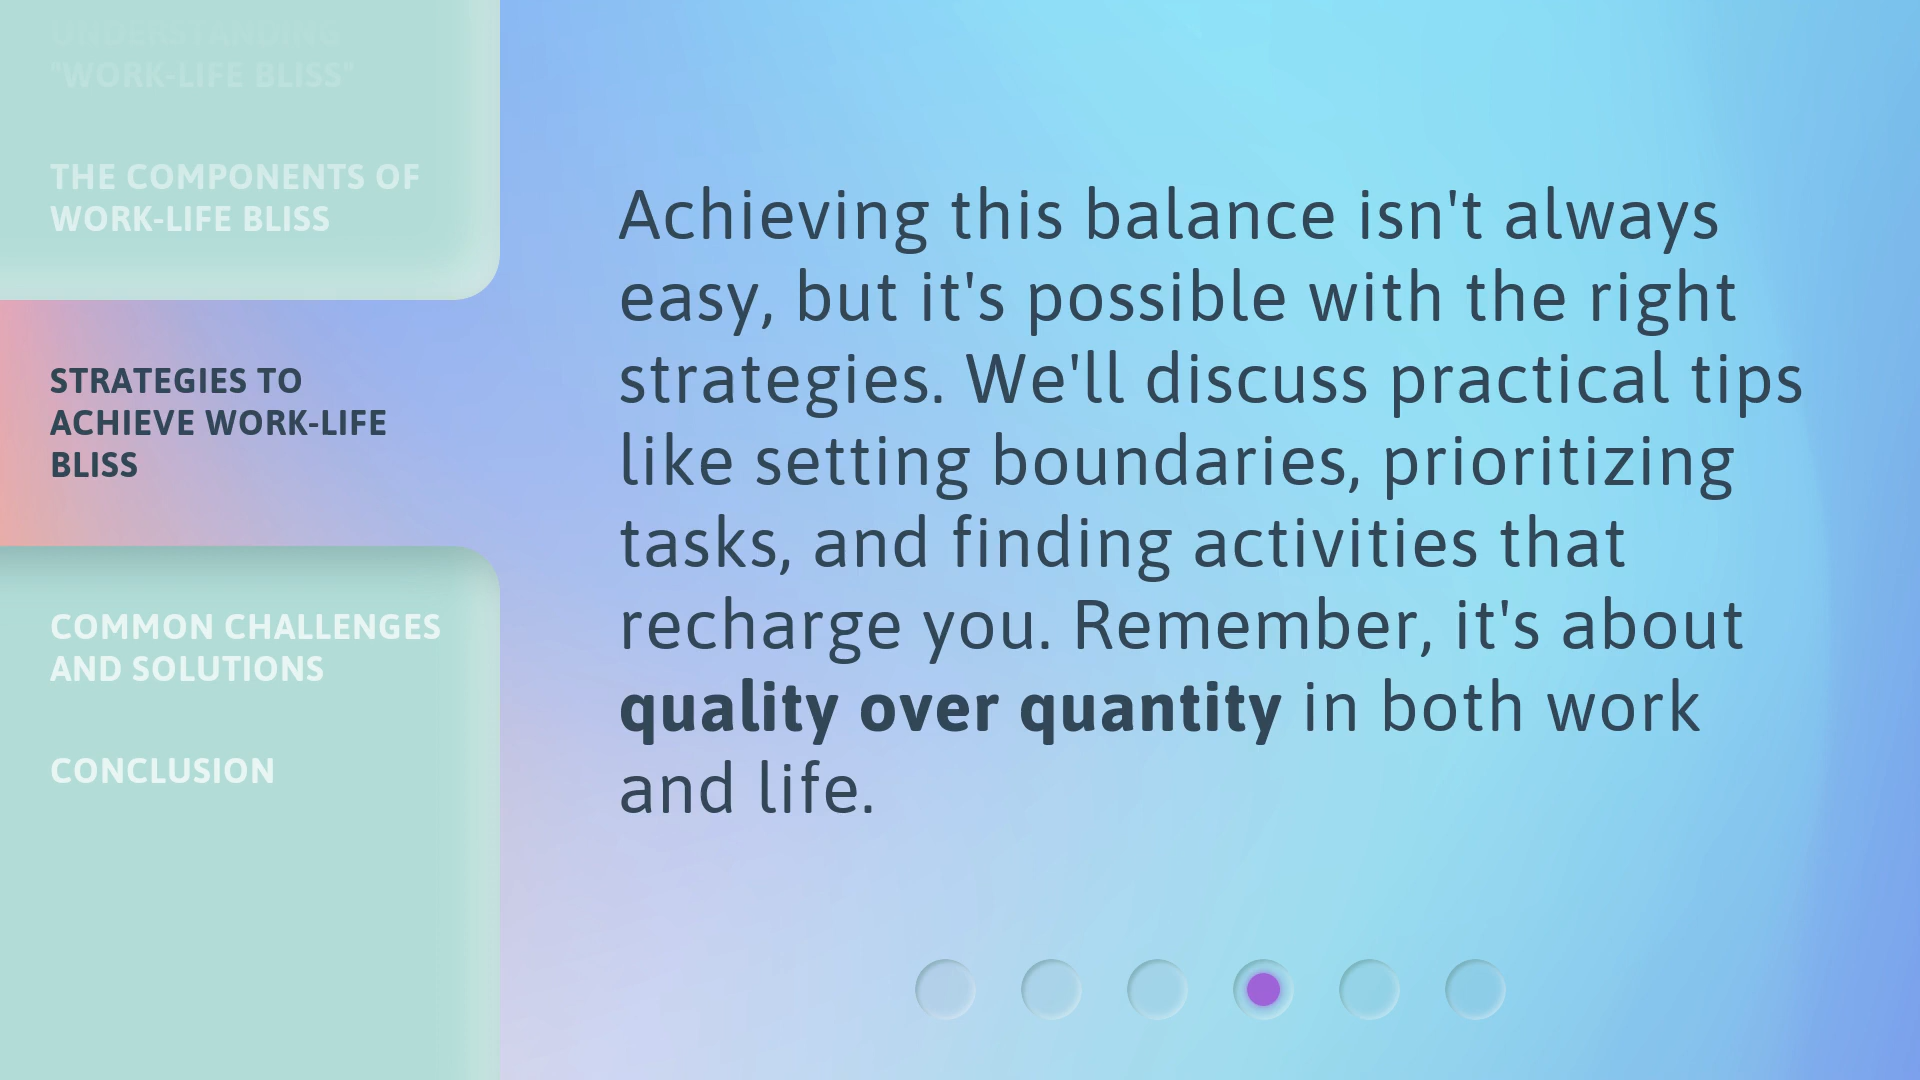 UNDERSTANDING
"WORK-LIFE BLISS"
THE COMPONENTS OF
WORK-LIFE BLISS
STRATEGIES TO
ACHIEVE WORK-LIFE
BLISS
COMMON CHALLENGES
AND SOLUTIONS
CONCLUSION
Achieving this balance isn't always
easy, but it's possible with the right
strategies. We'll discuss practical tips
like setting boundaries, prioritizing
tasks, and finding activities that
recharge you. Remember, it's about
quality over quantity in both work
and life.